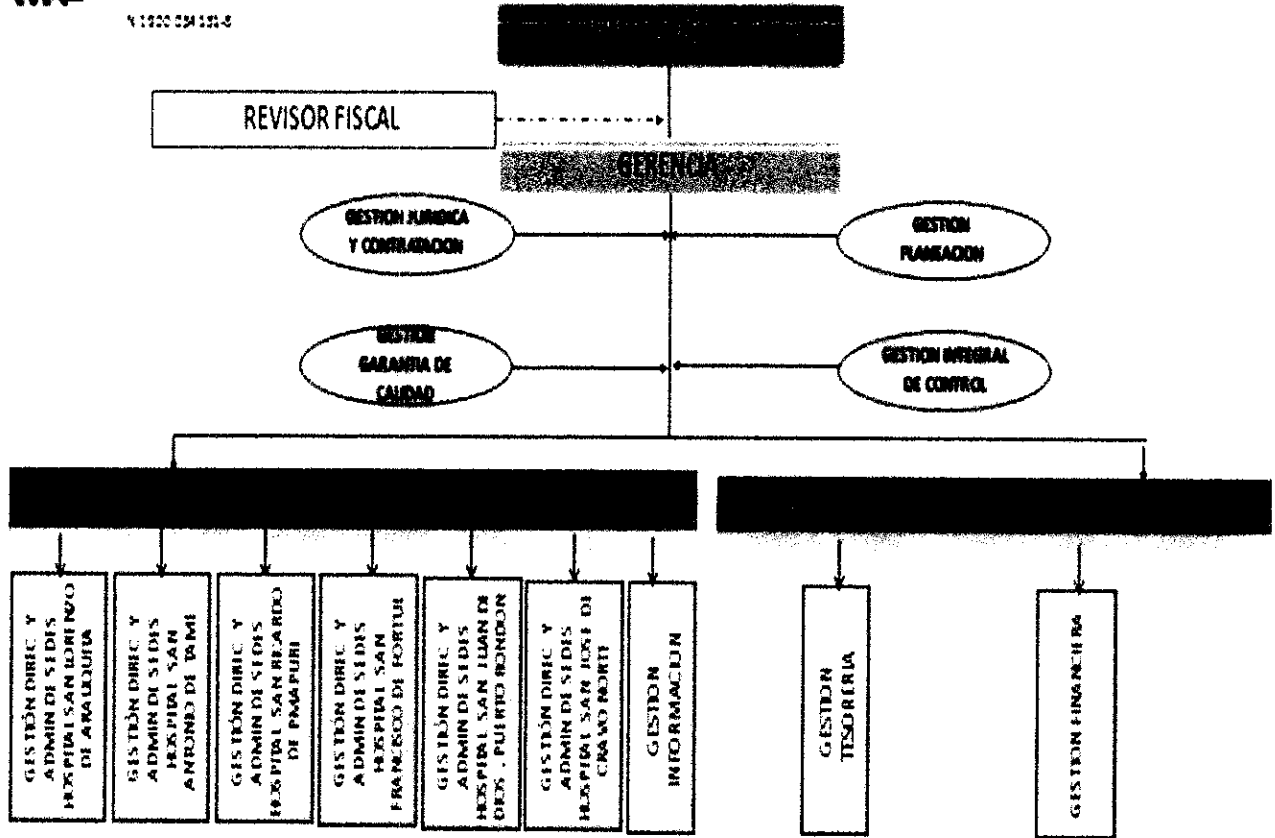 REVISOR FISCAL
GERENCIA
GESTION JURIDICA
Y CONTRATACION
GESTION
PLANEACION
GESTION
GARANTIA DE
CALIDAD
GESTION INTEGRAL
DE CONTROL
GESTIÓN DIREC Y
ADMIN DE SEDES
HOSPITAL SAN LORENZO
DE ARAUQUITA
GESTIÓN DIREC Y
ADMIN DE SEDES
HOSPITAL SAN
ANTONIO DE TAME
GESTIÓN DIREC Y
ADMIN DE SEDES
HOSPITAL SAN RICARDO
DE PMAPURI
GESTIÓN DIREC Y
ADMIN DE SEDES
HOSPITAL SAN
FRANCISCO DE FORTUL
GESTIÓN DIREC Y
ADMIN DE SEDES
HOSPITAL SAN JUAN DE
DIOS . PUERTO RONDON
GESTIÓN DIREC Y
ADMIN DE SEDES
HOSPITAL SAN JOSE DE
CRAVO NORTE
GESTION
INFORMACION
GESTION
TESORERIA
GESTION FINANCIERA